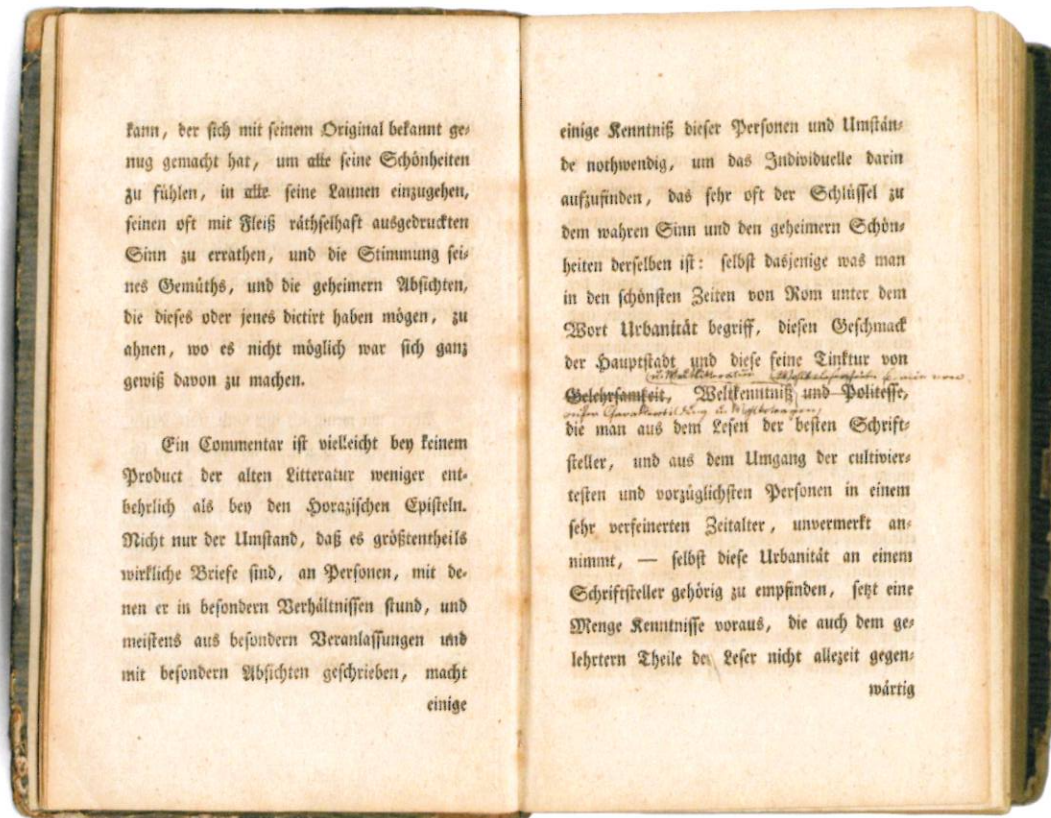 kann, der sich mit seinem Original bekannt ge-
nug gemacht hat, um alle seine Schönheiten
zu fühlen, in alle seine Launen einzugehen,
seinen oft mit Fleiß räthselhaft ausgedruckten
Sinn zu errathen, und die Stimmung sei-
nes Gemüths, und die geheimern Absichten,
die dieses oder jenes dictirt haben mögen, zu
ahnen, wo es nicht möglich war sich ganz
gewiß davon zu machen.
Ein Commentar ist vielleicht bey keinem
Product der alten Litteratur weniger ent-
behrlich als bey den Horazischen Episteln.
Nicht nur der Umstand, daß es größtentheils
wirkliche Briefe sind, an Personen, mit de-
nen er in besondern Verhältnissen stund, und
meistens aus besondern Veranlassungen und
mit besondern Absichten geschrieben, macht
einige
einige Kenntniß dieser Personen und Umstän-
de nothwendig, um das Individuelle darin
aufzufinden, das sehr oft der Schlüssel zu
dem wahren Sinn und den geheimern Schön-
heiten derselben ist: selbst dasjenige was man
in den schönsten Zeiten von Rom unter dem
Wort Urbanität begriff, diesen Geschmack
der Hauptstadt und diese feine Tinktur von
Gelehrsamkeit, Weltkenntniß und Politesse,
die man aus dem Lesen der besten Schrift-
steller, und aus dem Umgang der cultivier-
testen und vorzüglichsten Personen in einem
sehr verfeinerten Zeitalter, unvermerkt an-
nimmt, — selbst diese Urbanität an einem
Schriftsteller gehörig zu empfinden, setzt eine
Menge Kenntnisse voraus, die auch dem ge-
lehrtern Theile der Leser nicht allezeit gegen-
wärtig